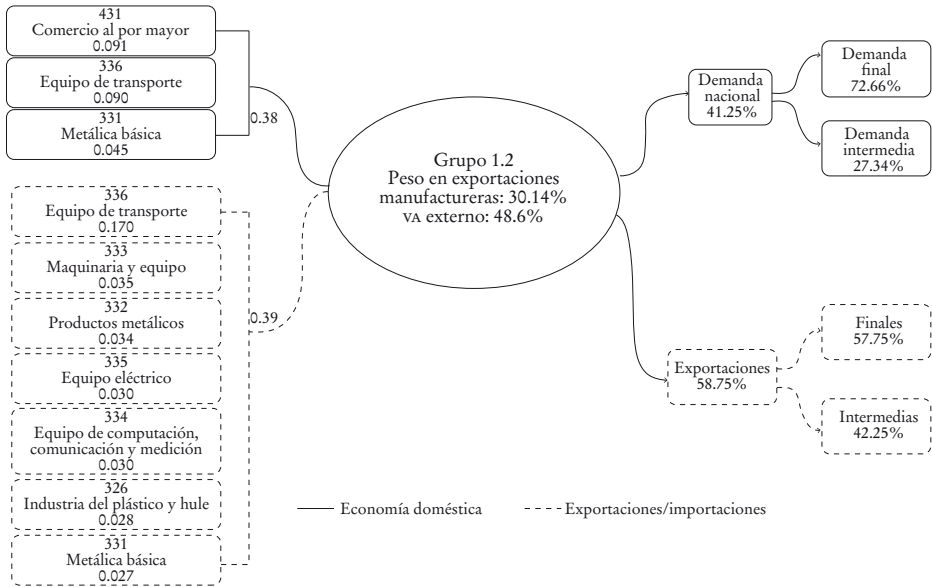 431
Comercio al por mayor
0.091
336
Equipo de transporte
0.090
331
Metálica básica
0.045
0.38
336
Equipo de transporte
0.170
333
Maquinaria y equipo
0.035
332
Productos metálicos
0.034
335
Equipo eléctrico
0.030
334
Equipo de computación,
comunicación y medición
0.030
326
Industria del plástico y hule
0.028
331
Metálica básica
0.027
0.39
Grupo 1.2
Peso en exportaciones
manufactureras: 30.14%
VA externo: 48.6%
Demanda
nacional
41.25%
Demanda
final
72.66%
Demanda
intermedia
27.34%
Exportaciones
58.75%
Finales
57.75%
Intermedias
42.25%
Economía doméstica
Exportaciones/importaciones